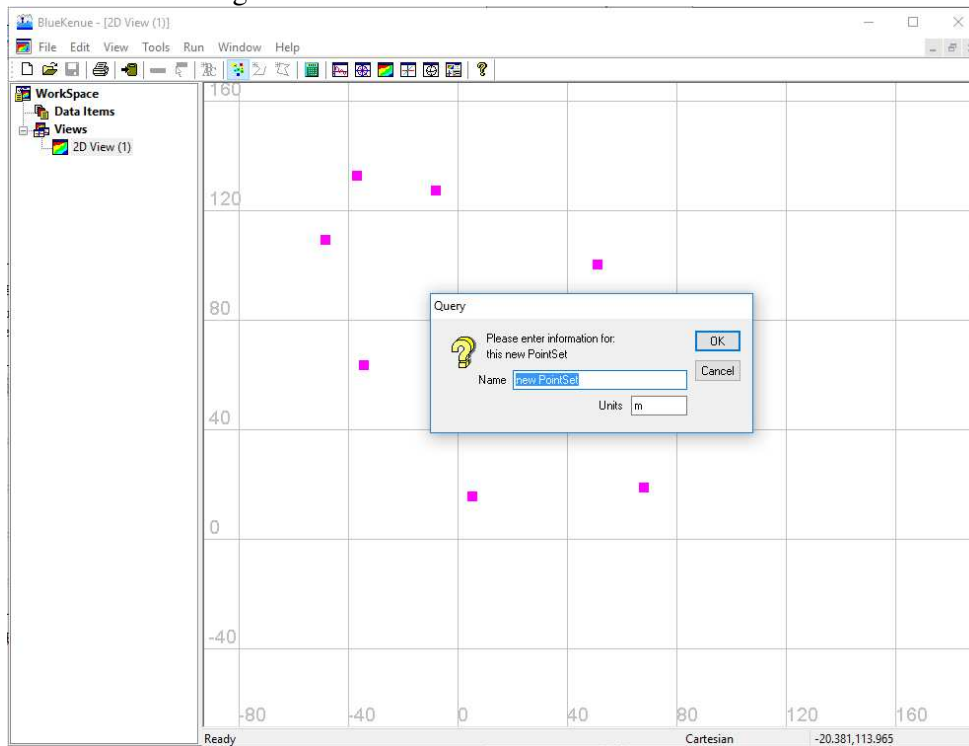 BlueKenue - [2D View (1)]
File Edit View Tools Run Window Help
WorkSpace
Data Items
Views
2D View (1)
160
120
80
40
0
-40
-80 -40 0 40 80 120 160
Query
Please enter information for:
this new PointSet
Name new PointSet
Units m
OK
Cancel
Ready Cartesian -20.381,113.965